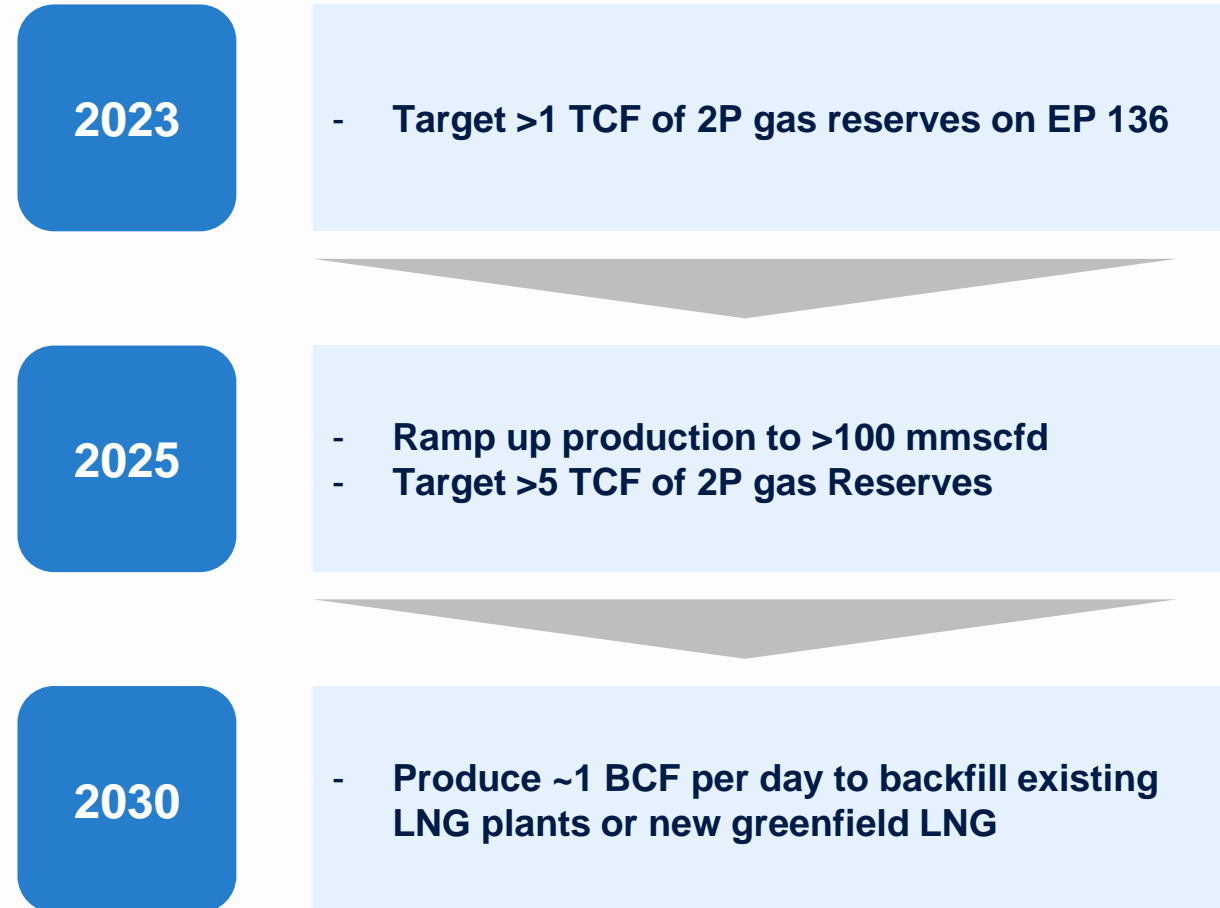 2023
- Target >1 TCF of 2P gas reserves on EP 136
2025
- Ramp up production to >100 mmscfd
- Target >5 TCF of 2P gas Reserves
2030
- Produce ~1 BCF per day to backfill existing
LNG plants or new greenfield LNG